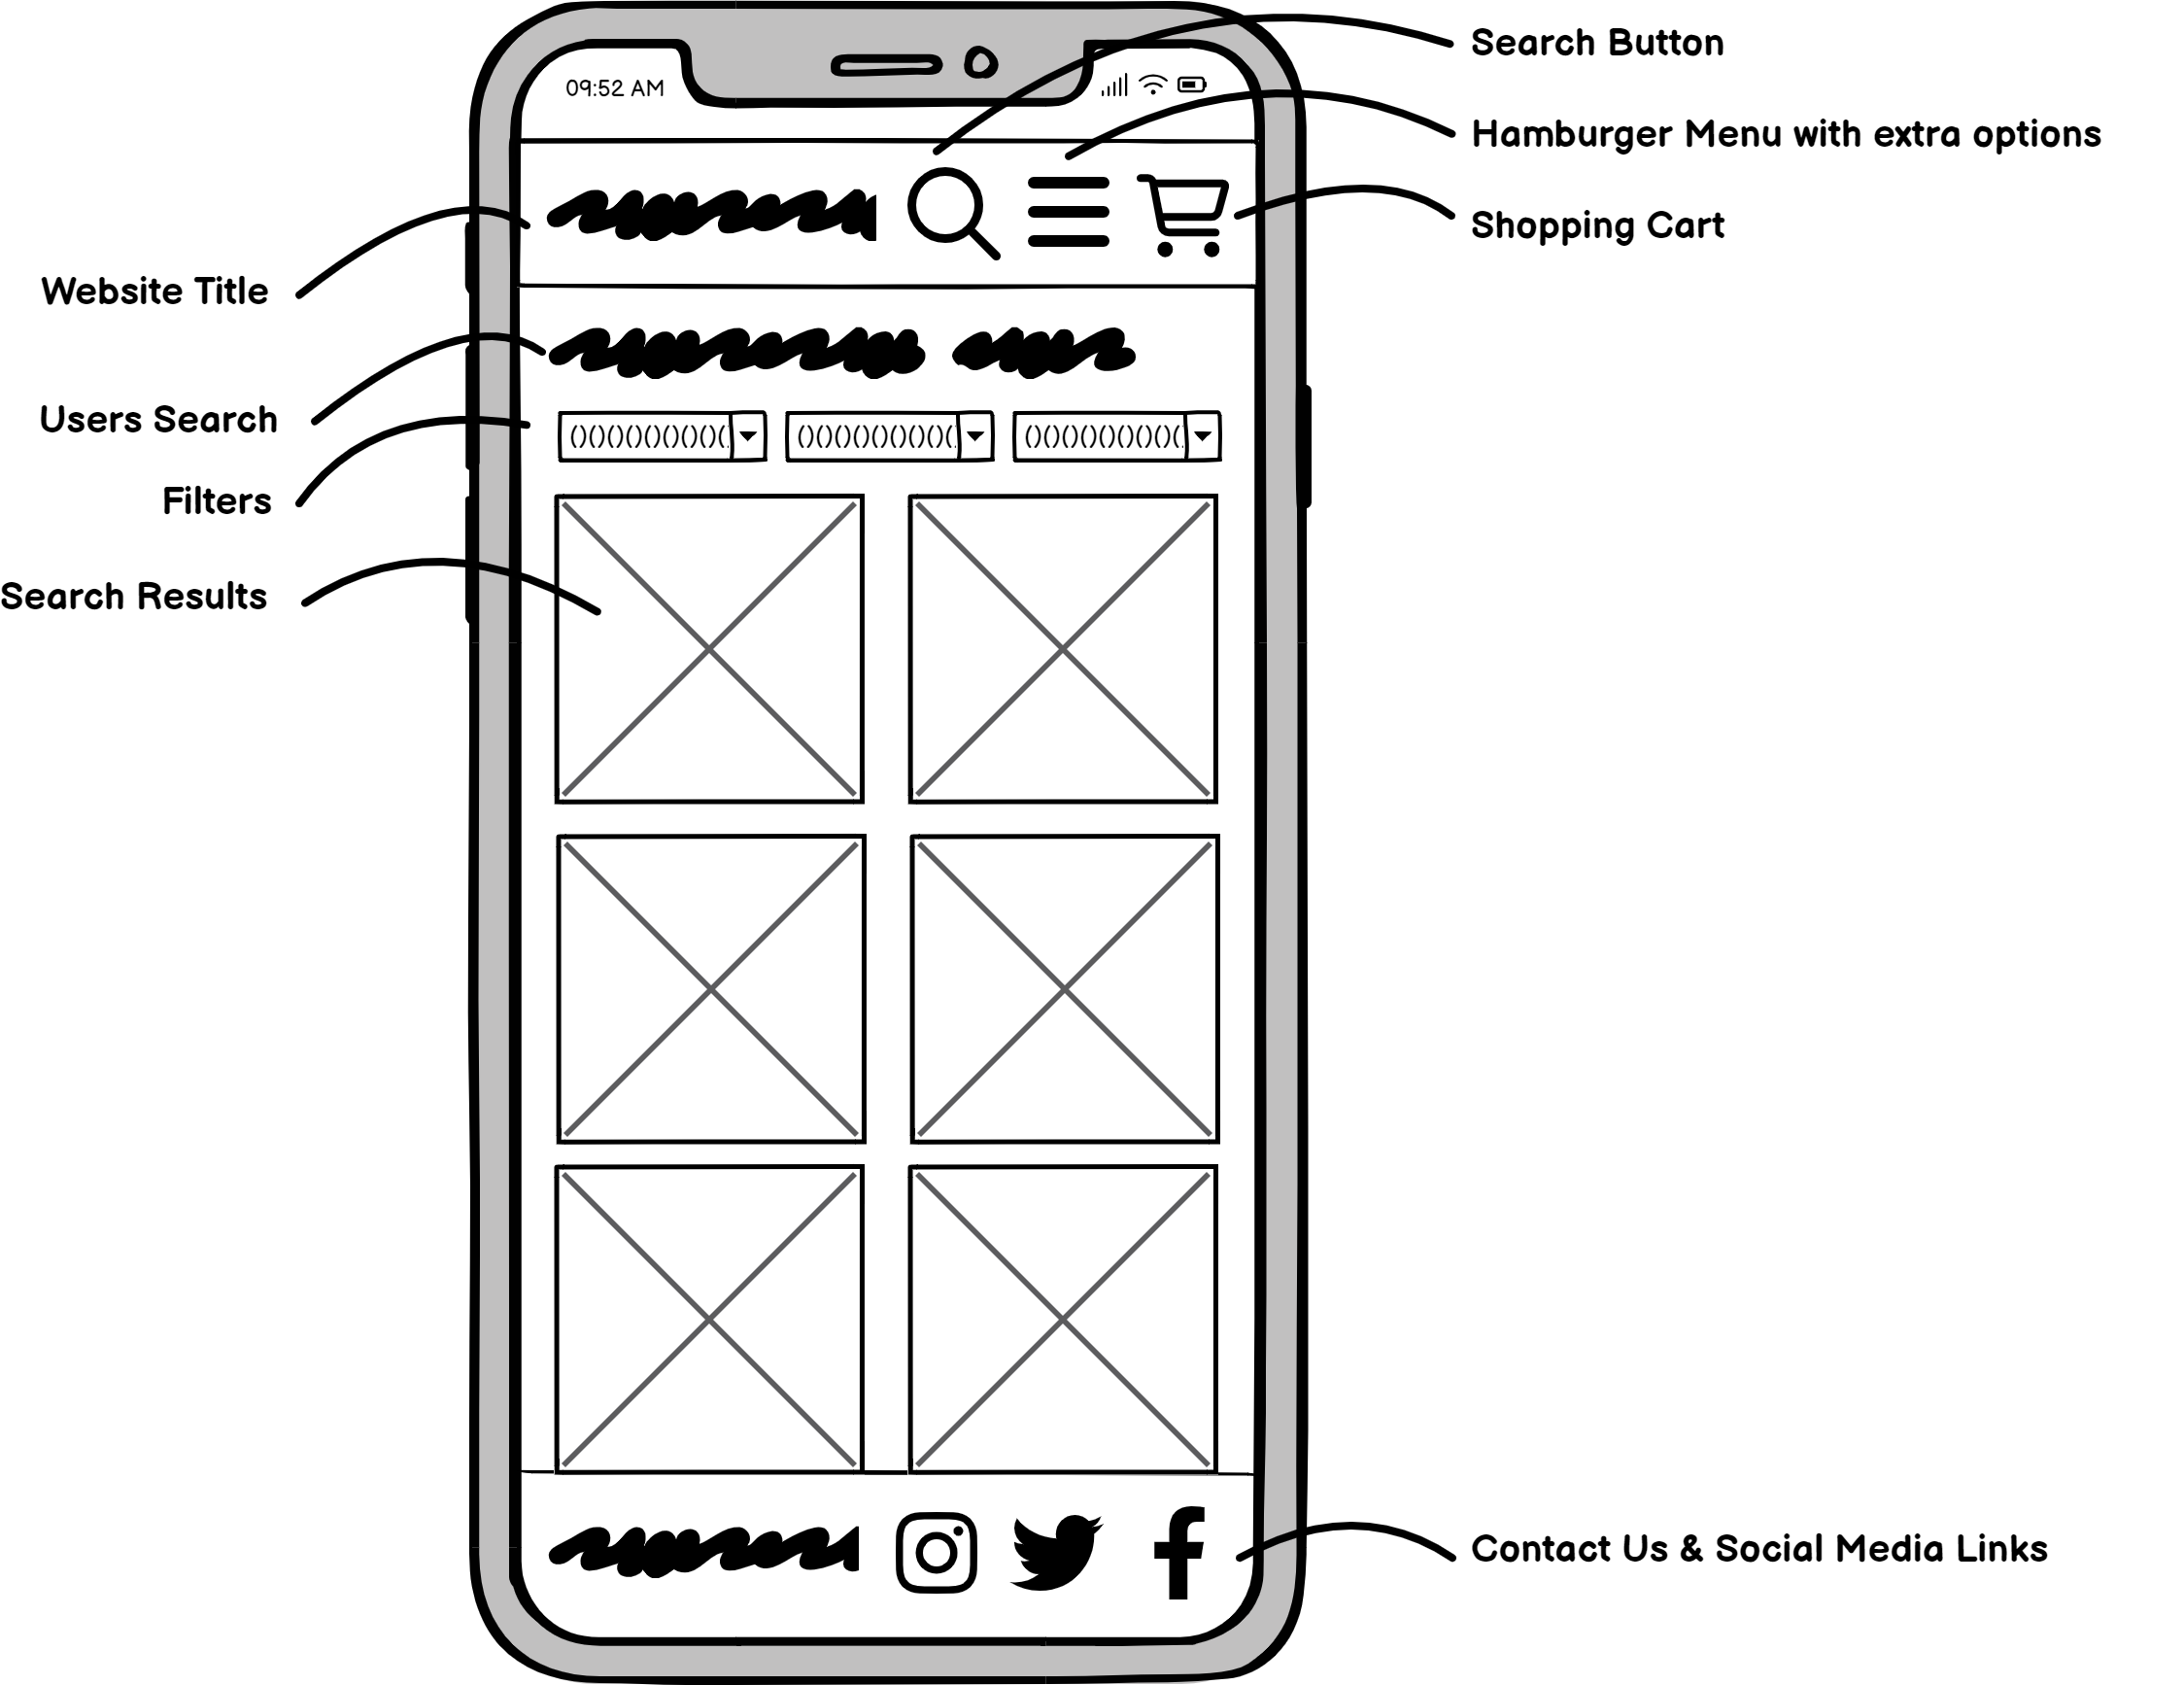 Search Button
09:52 AM
Hamburger Menu with extra options
Shopping Cart
Website Title
Users Search
Filters
Search Results
Contact Us & Social Media Links